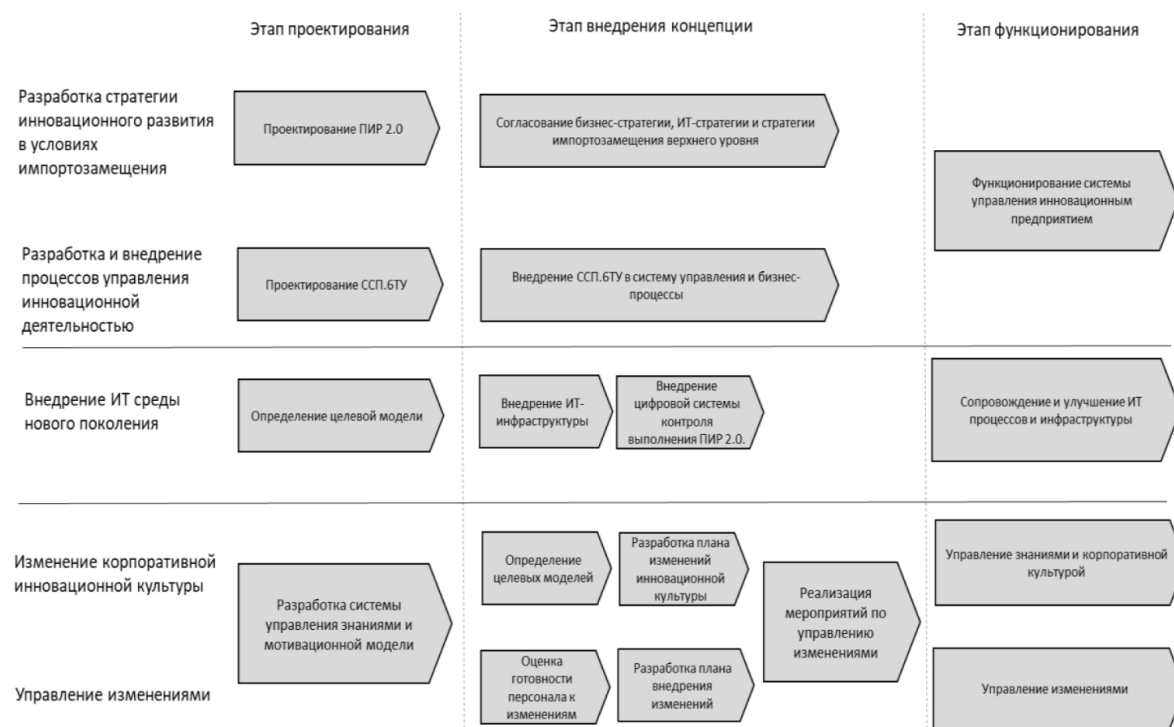 Этап проектирования
Этап внедрения концепции
Этап функционирования
Разработка стратегии
инновационного развития
в условиях
импортозамещения
Проектирование ПИР 2.0
Согласование бизнес-стратегии, ИТ-стратегии и стратегии
импортозамещения верхнего уровня
Функционирование системы
управления инновационным
предприятием
Разработка и внедрение
процессов управления
инновационной
деятельностью
Проектирование ССП.6ТУ
Внедрение ССП.6ТУ в систему управления и бизнес-
процессы
Внедрение ИТ среды
нового поколения
Определение целевой модели
Внедрение ИТ-
инфраструктуры
Внедрение
цифровой системы
контроля
выполнения ПИР 2.0.
Сопровождение и улучшение ИТ
процессов и инфраструктуры
Изменение корпоративной
инновационной культуры
Разработка системы
управления знаниями и
мотивационной модели
Определение
целевых моделей
Разработка плана
изменений
инновационной
культуры
Реализация
мероприятий по
управлению
изменениями
Управление знаниями и корпоративной
культурой
Управление изменениями
Оценка
готовности
персонала к
изменениям
Разработка плана
внедрения
изменений
Управление изменениями